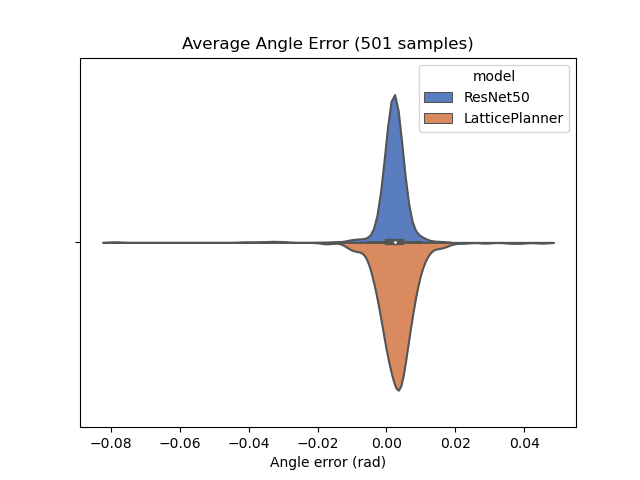 Average Angle Error (501 samples)
model
ResNet50
LatticePlanner
−0.08 −0.06 −0.04 −0.02 0.00 0.02 0.04
Angle error (rad)